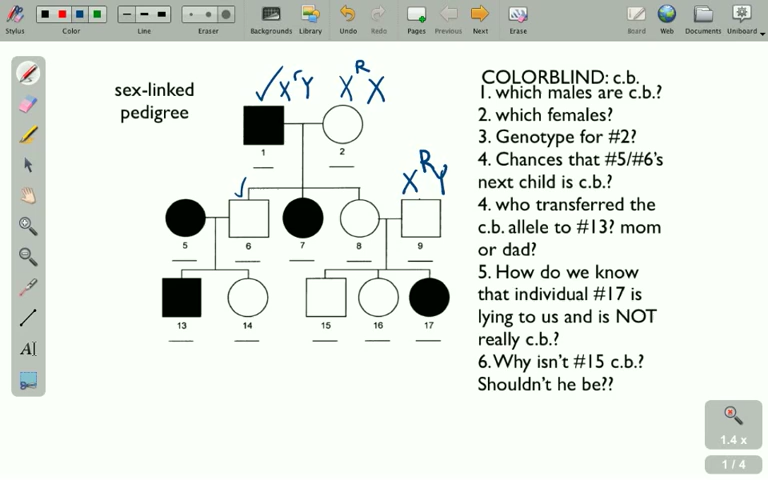 Stylus
Color
Line
Eraser
Backgrounds
Library
Undo
Redo
Pages
Previous
Next
Erase
Board
Web
Documents
Uniboard
sex-linked
pedigree
✓XʳY
XᴿX
1
2
✓
XᴿY
5
6
7
8
9
13
14
15
16
17
COLORBLIND: c.b.
1. which males are c.b.?
2. which females?
3. Genotype for #2?
4. Chances that #5/#6's
next child is c.b.?
4. who transferred the
c.b. allele to #13? mom
or dad?
5. How do we know
that individual #17 is
lying to us and is NOT
really c.b.?
6. Why isn't #15 c.b.?
Shouldn't he be??
AI
1.4 x
1 / 4